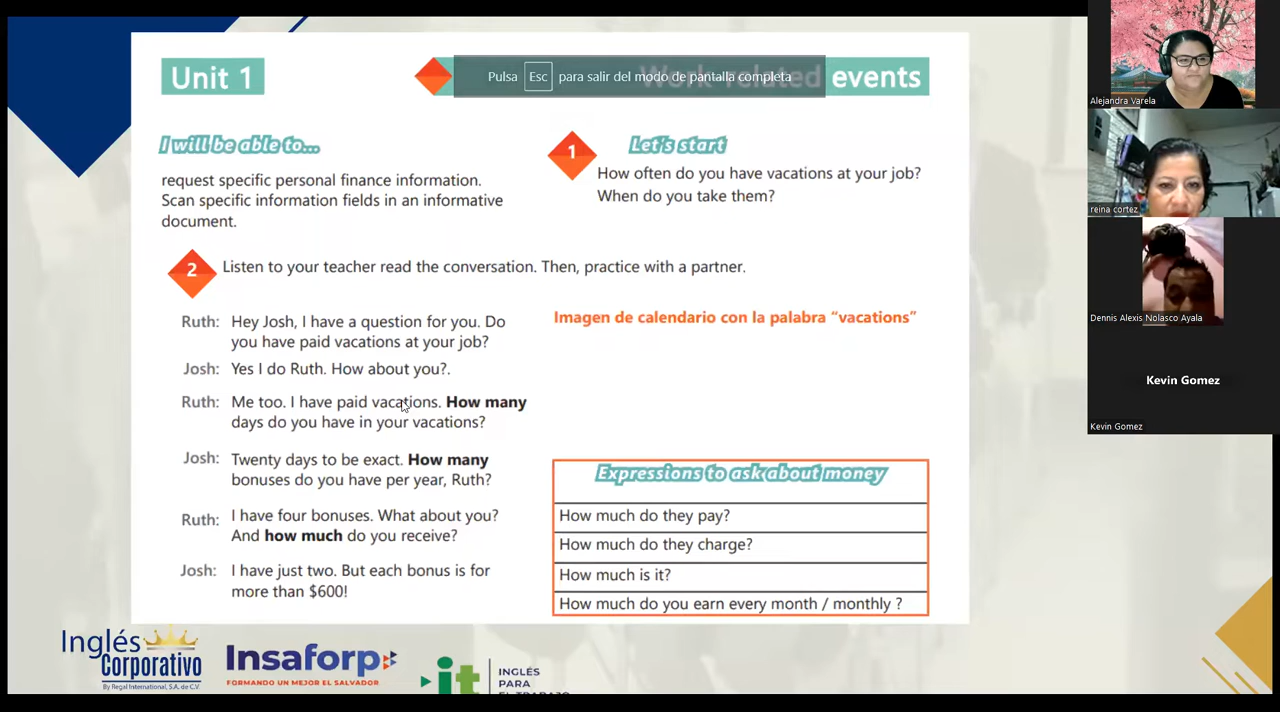 Unit 1
Work-related events
Pulsa Esc para salir del modo de pantalla completa
I will be able to...
request specific personal finance information.
Scan specific information fields in an informative
document.
1
Let's start
How often do you have vacations at your job?
When do you take them?
2
Listen to your teacher read the conversation. Then, practice with a partner.
Ruth: Hey Josh, I have a question for you. Do
you have paid vacations at your job?
Josh: Yes I do Ruth. How about you?.
Ruth: Me too. I have paid vacations. How many
days do you have in your vacations?
Josh: Twenty days to be exact. How many
bonuses do you have per year, Ruth?
Ruth: I have four bonuses. What about you?
And how much do you receive?
Josh: I have just two. But each bonus is for
more than $600!
Imagen de calendario con la palabra “vacations”
Expressions to ask about money
How much do they pay?
How much do they charge?
How much is it?
How much do you earn every month / monthly ?
Inglés
Corporativo
By Regal International, S.A. de C.V.
Insaforp
FORMANDO UN MEJOR EL SALVADOR
it
INGLÉS
PARA
EL TRABAJO
Alejandra Varela
reina cortez
Dennis Alexis Nolasco Ayala
Kevin Gomez
Kevin Gomez